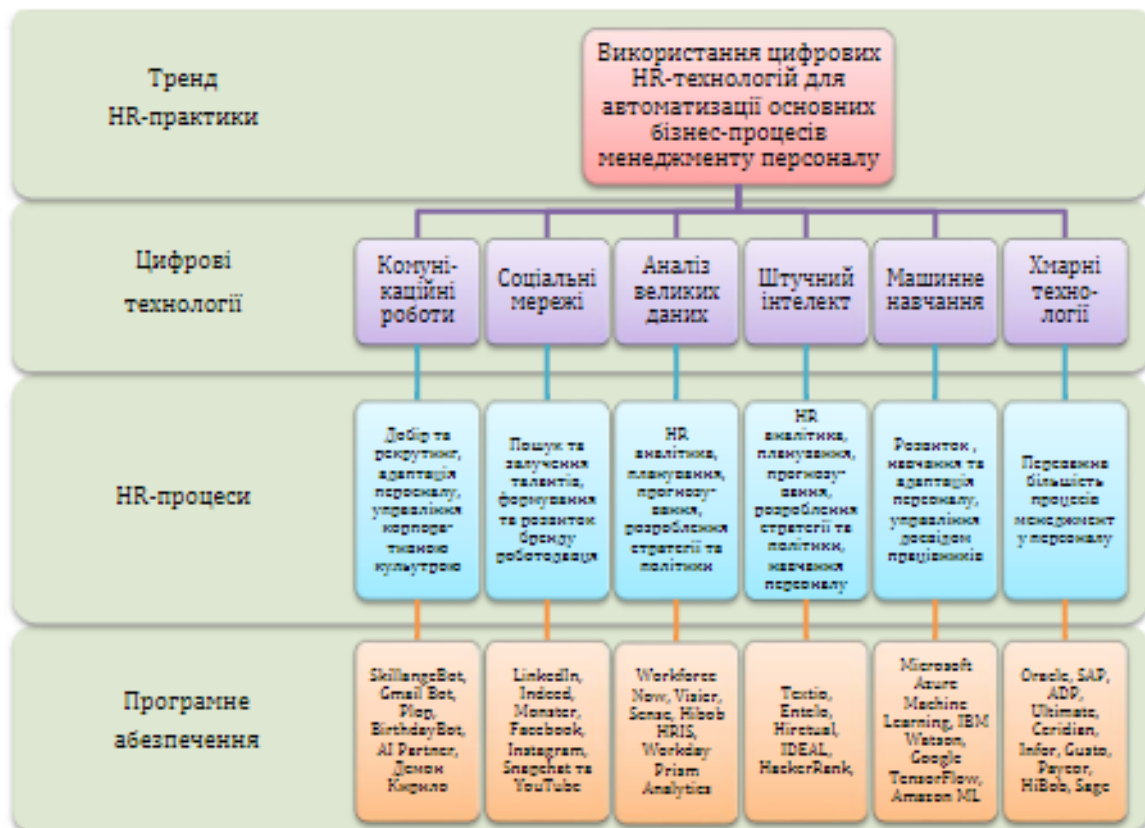 Тренд
HR-практики
Використання цифрових
HR-технологій для
автоматизації основних
бізнес-процесів
менеджменту персоналу
Цифрові
технології
Комуні-
каційні
роботи
Соціальні
мережі
Аналіз
великих
даних
Штучний
інтелект
Машинне
навчання
Хмарні
техно-
логії
HR-процеси
Добір та
рекрутинг,
адаптація
персоналу,
управління
корпора-
тивною
культурою
Пошук та
залучення
талантів,
формування
та розвиток
бренду
роботодавця
HR
аналітика,
планування,
прогнозу-
вання,
розроблення
стратегії та
політики
HR
аналітика,
планування,
прогнозу-
вання,
розроблення
стратегії та
політики,
навчання
персоналу
Розвиток ,
навчання та
адаптація
персоналу,
управління
досвідом
працівників
Переважна
більшість
процесів
менеджмент
у персоналу
Програмне
абезпечення
SkillangeBot,
Gmail Bot,
Plop,
BirthdayBot,
AI Partner,
Демон
Кирило
LinkedIn,
Indeed,
Monster,
Facebook,
Instagram,
Snapchat та
YouTube
Workforce
Now, Visier,
Sense, Hibob
HRIS,
Workday
Prism
Analytics
Textio,
Entelo,
Hiretual,
IDEAL,
HackerRank,
Microsoft
Azure
Machine
Learning, IBM
Watson,
Google
TensorFlow,
Amazon ML
Oracle, SAP,
ADP,
Ultimate,
Ceridian,
Infor, Gusto,
Paycor,
HiBob, Sage